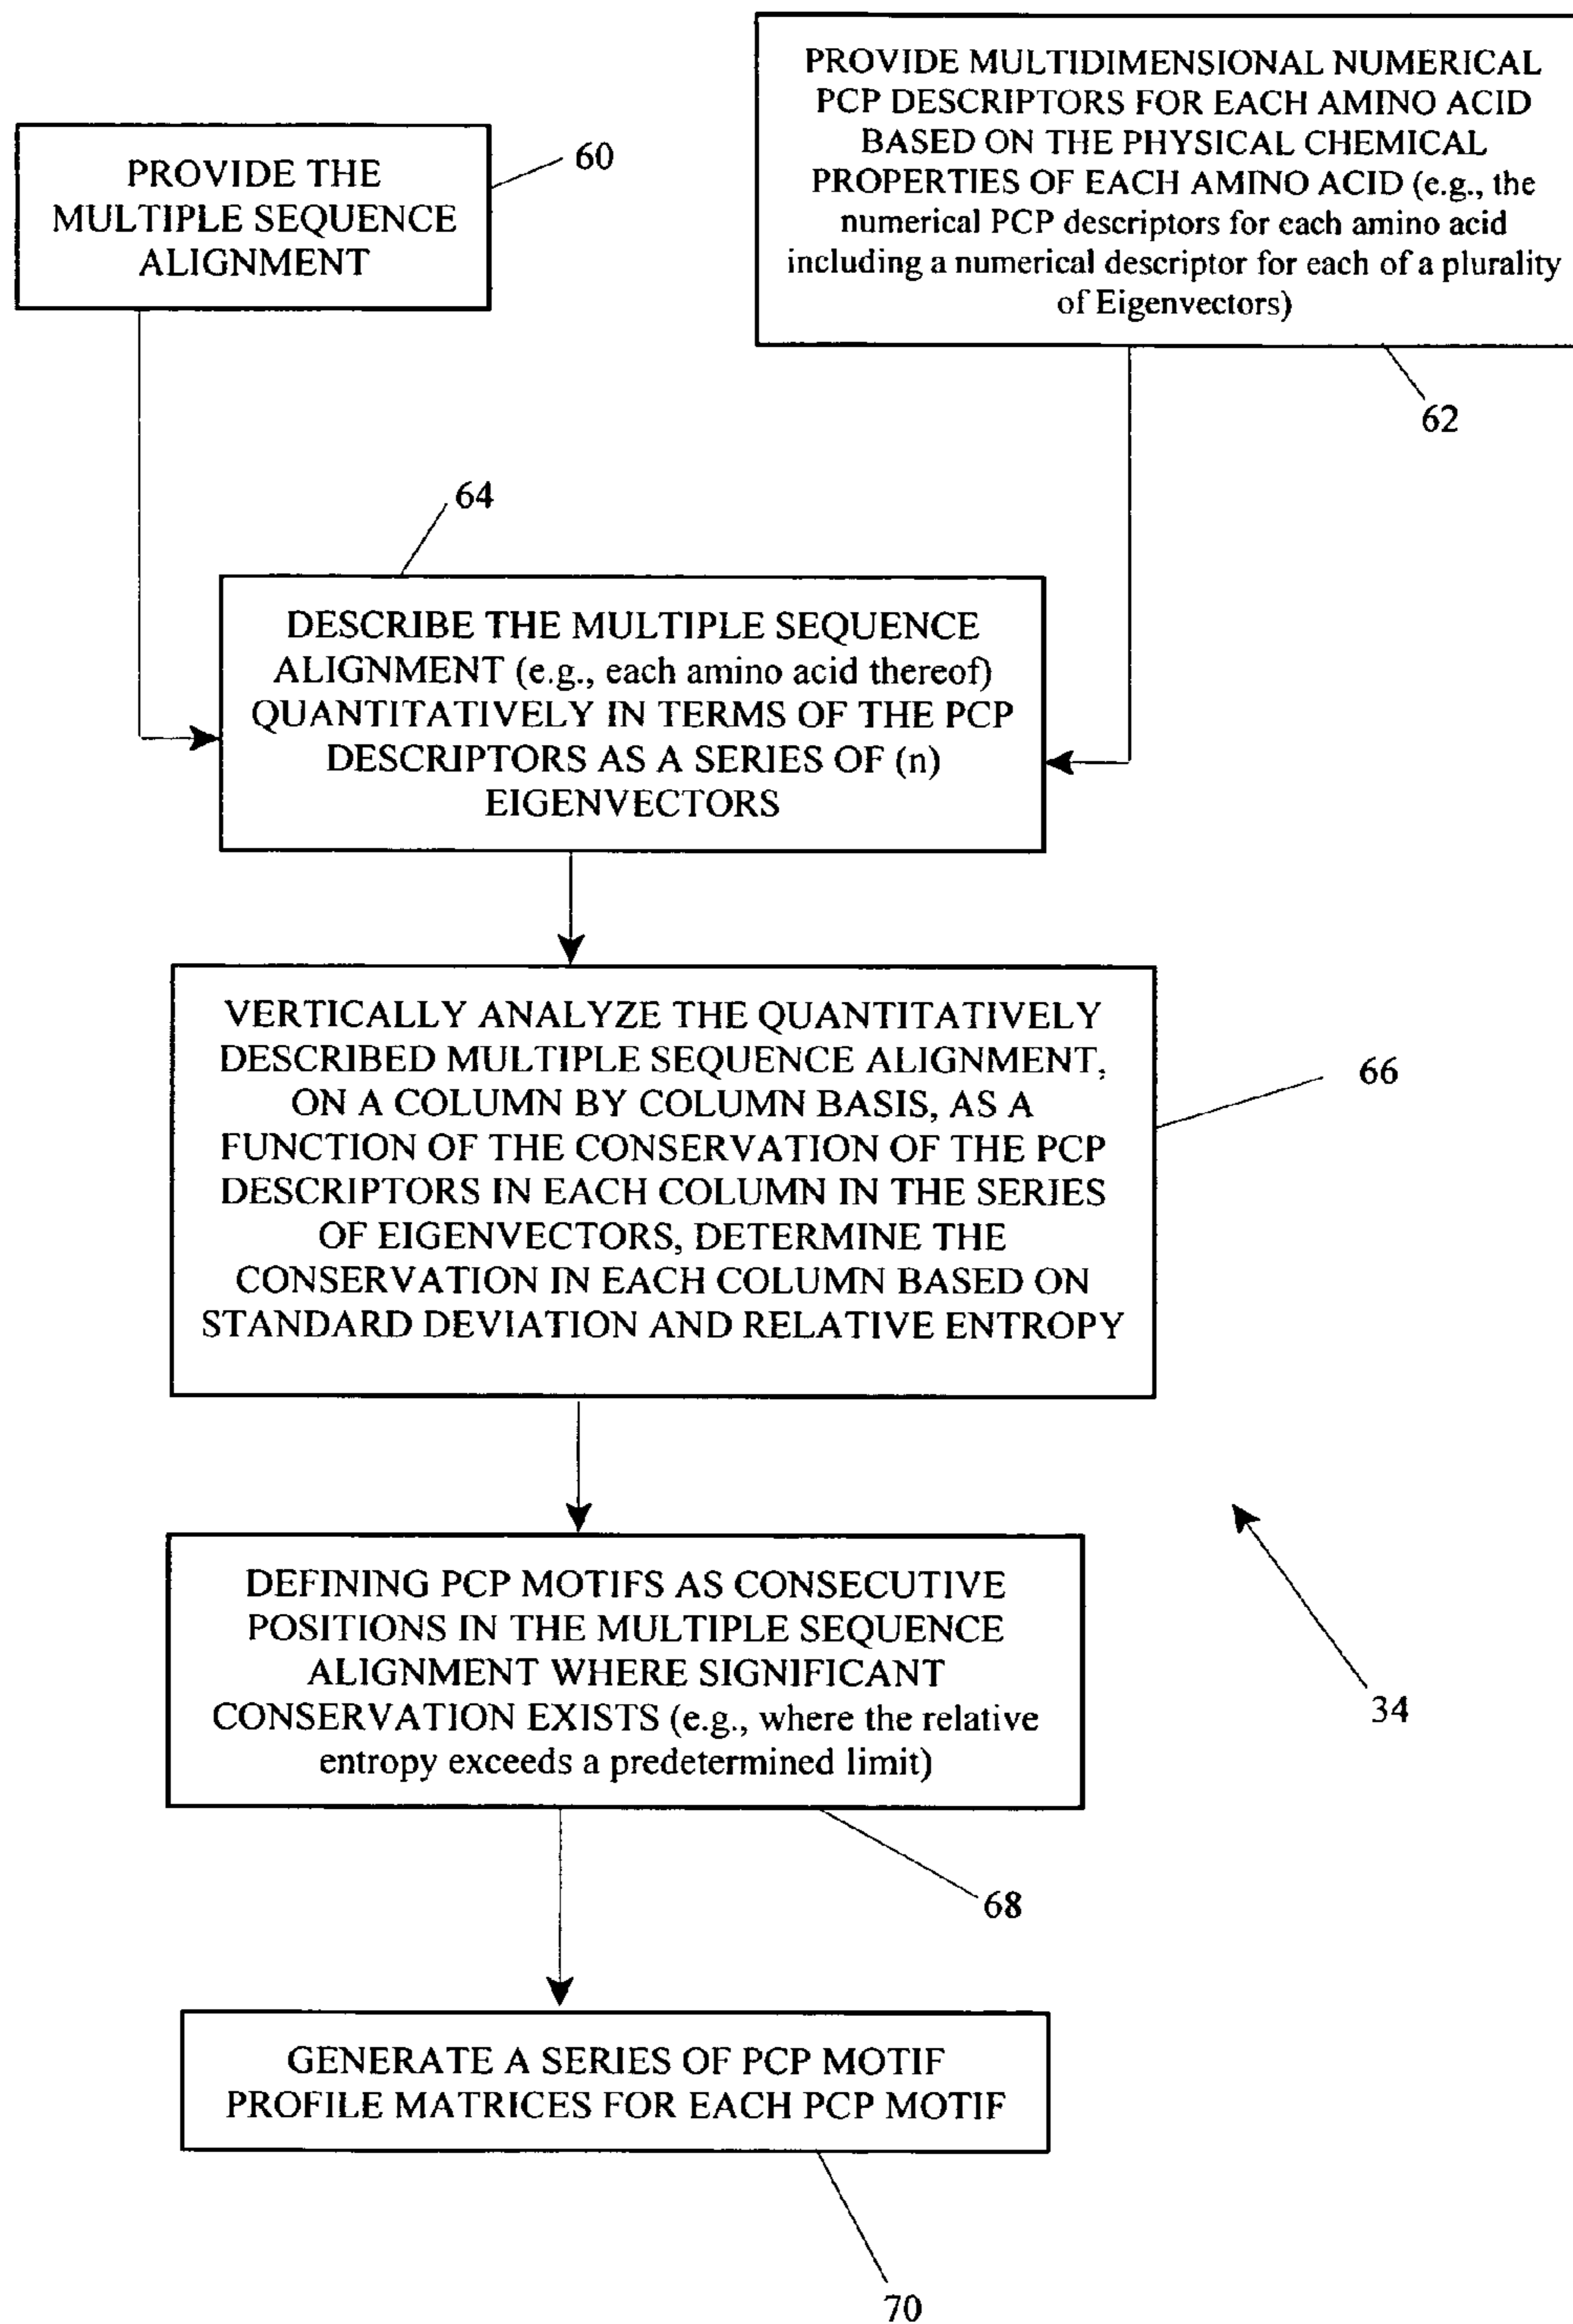 PROVIDE THE
MULTIPLE SEQUENCE
ALIGNMENT
60
PROVIDE MULTIDIMENSIONAL NUMERICAL
PCP DESCRIPTORS FOR EACH AMINO ACID
BASED ON THE PHYSICAL CHEMICAL
PROPERTIES OF EACH AMINO ACID (e.g., the
numerical PCP descriptors for each amino acid
including a numerical descriptor for each of a plurality
of Eigenvectors)
62
64
DESCRIBE THE MULTIPLE SEQUENCE
ALIGNMENT (e.g., each amino acid thereof)
QUANTITATIVELY IN TERMS OF THE PCP
DESCRIPTORS AS A SERIES OF (n)
EIGENVECTORS
VERTICALLY ANALYZE THE QUANTITATIVELY
DESCRIBED MULTIPLE SEQUENCE ALIGNMENT,
ON A COLUMN BY COLUMN BASIS, AS A
FUNCTION OF THE CONSERVATION OF THE PCP
DESCRIPTORS IN EACH COLUMN IN THE SERIES
OF EIGENVECTORS, DETERMINE THE
CONSERVATION IN EACH COLUMN BASED ON
STANDARD DEVIATION AND RELATIVE ENTROPY
66
DEFINING PCP MOTIFS AS CONSECUTIVE
POSITIONS IN THE MULTIPLE SEQUENCE
ALIGNMENT WHERE SIGNIFICANT
CONSERVATION EXISTS (e.g., where the relative
entropy exceeds a predetermined limit)
34
68
GENERATE A SERIES OF PCP MOTIF
PROFILE MATRICES FOR EACH PCP MOTIF
70